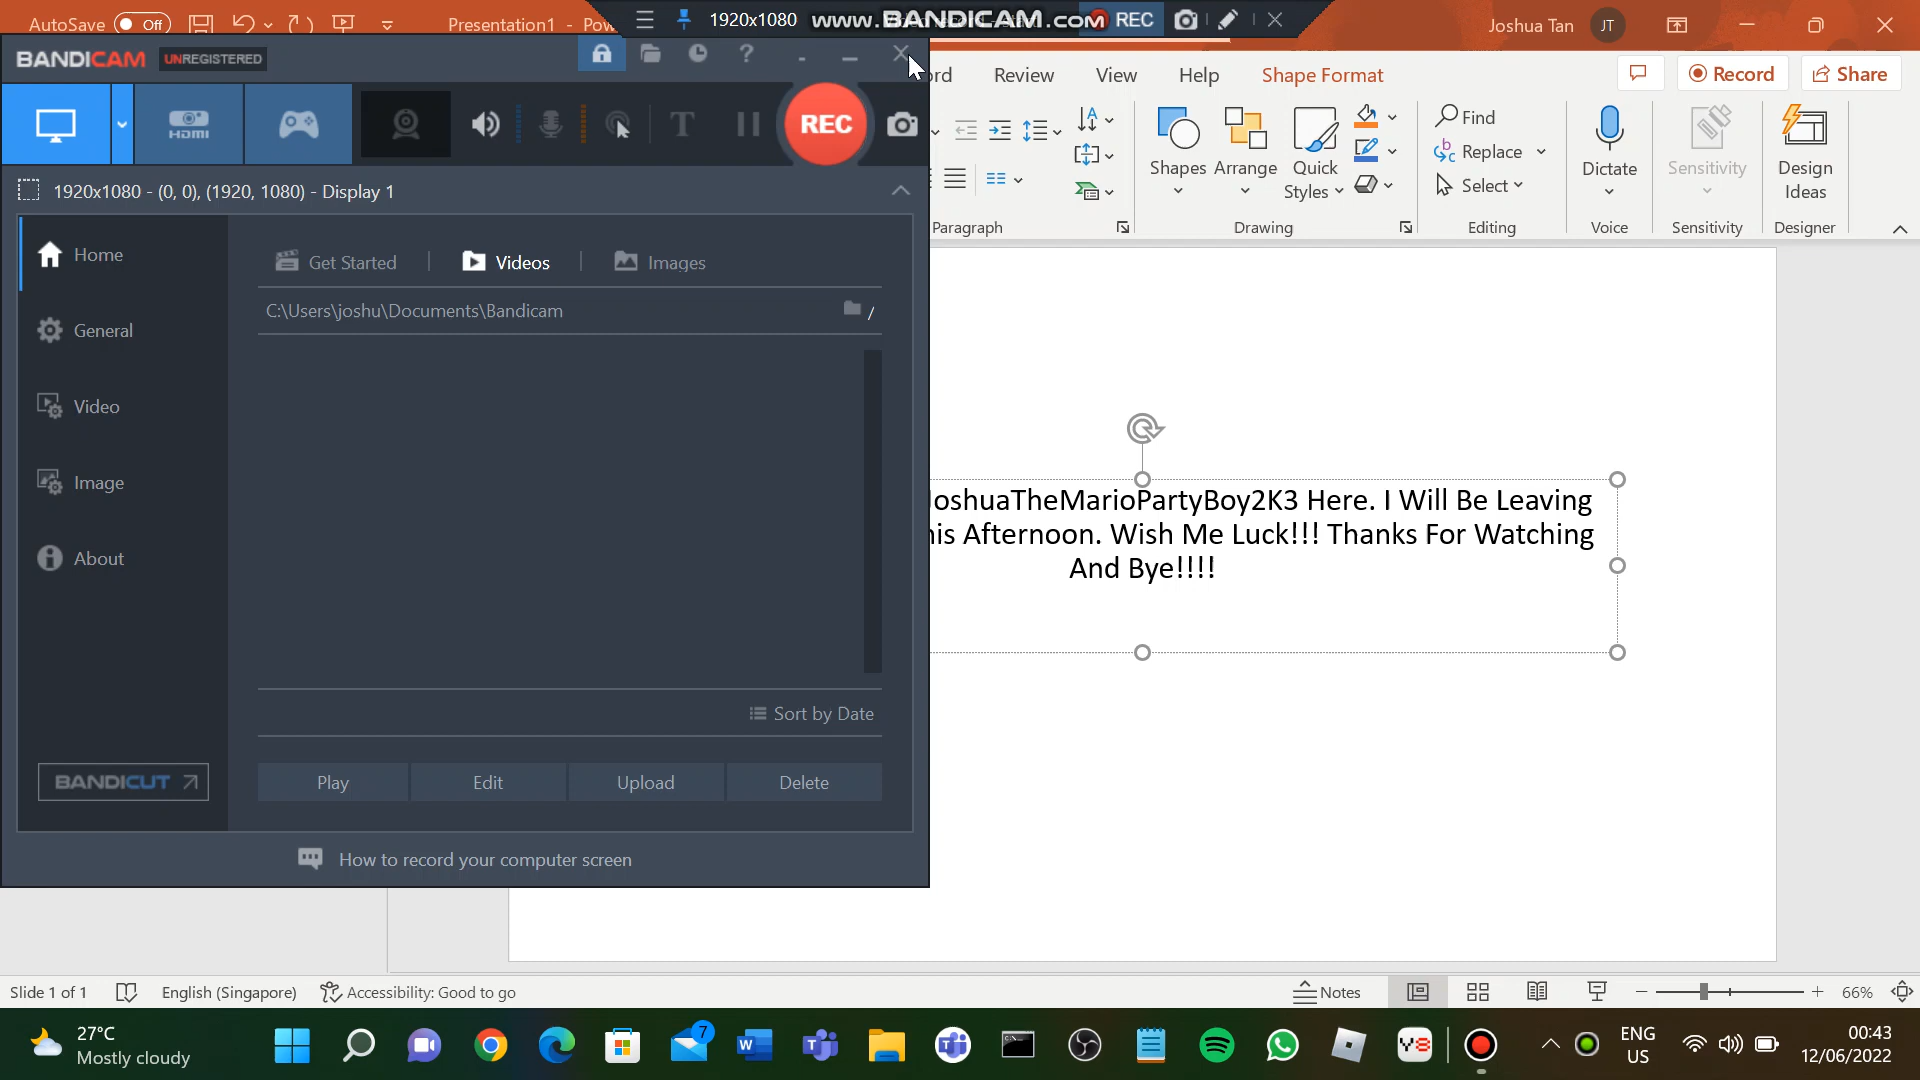 AutoSave Off Presentation1 - Pow
1920x1080 www.BANDICAM.com REC
Joshua Tan JT
BANDICAM UNREGISTERED
ord Review View Help Shape Format Record Share
HDMI REC
T
1920x1080 - (0, 0), (1920, 1080) - Display 1
Shapes Arrange Quick Styles
Find
Replace
Select
Dictate Sensitivity Design Ideas
Paragraph Drawing Editing Voice Sensitivity Designer
Home
General
Video
Image
About
BANDICUT
Get Started Videos Images
C:\Users\joshu\Documents\Bandicam
Sort by Date
Play Edit Upload Delete
How to record your computer screen
JoshuaTheMarioPartyBoy2K3 Here. I Will Be Leaving
his Afternoon. Wish Me Luck!!! Thanks For Watching
And Bye!!!!
Slide 1 of 1 English (Singapore) Accessibility: Good to go Notes 66%
27°C
Mostly cloudy
7
ENG
US
00:43
12/06/2022